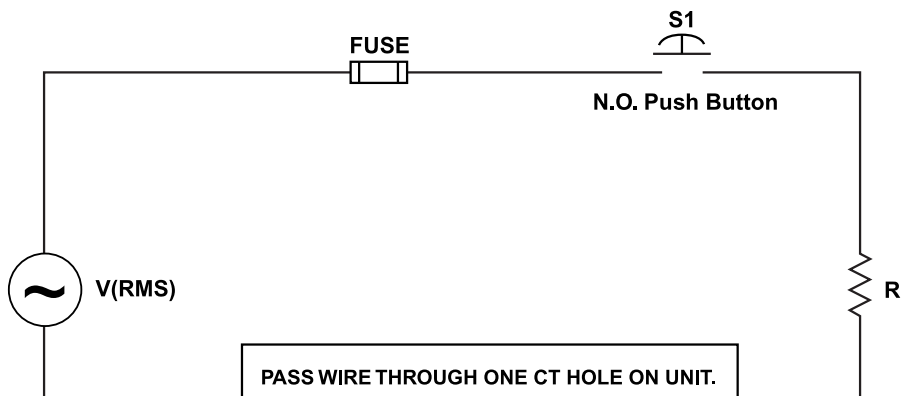 S1
FUSE
N.O. Push Button
V(RMS)
R
PASS WIRE THROUGH ONE CT HOLE ON UNIT.